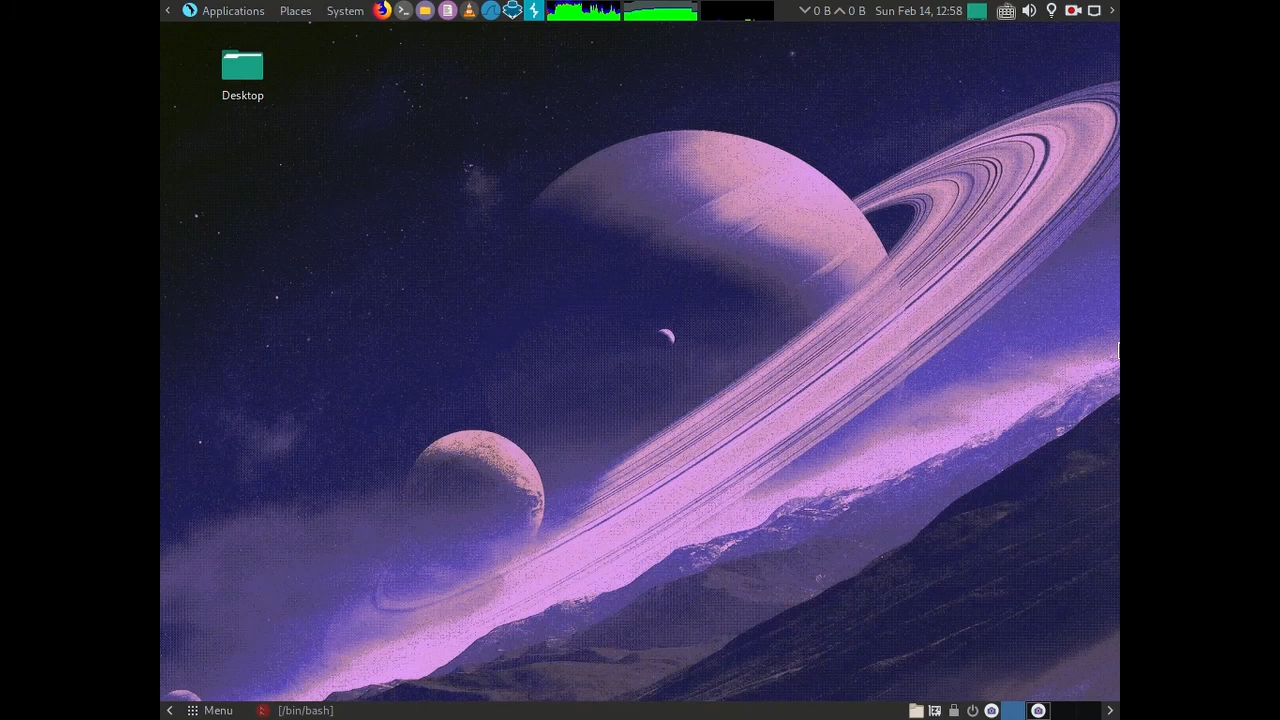 Applications Places System 0 B 0 B Sun Feb 14, 12:58
Desktop
Menu [/bin/bash]